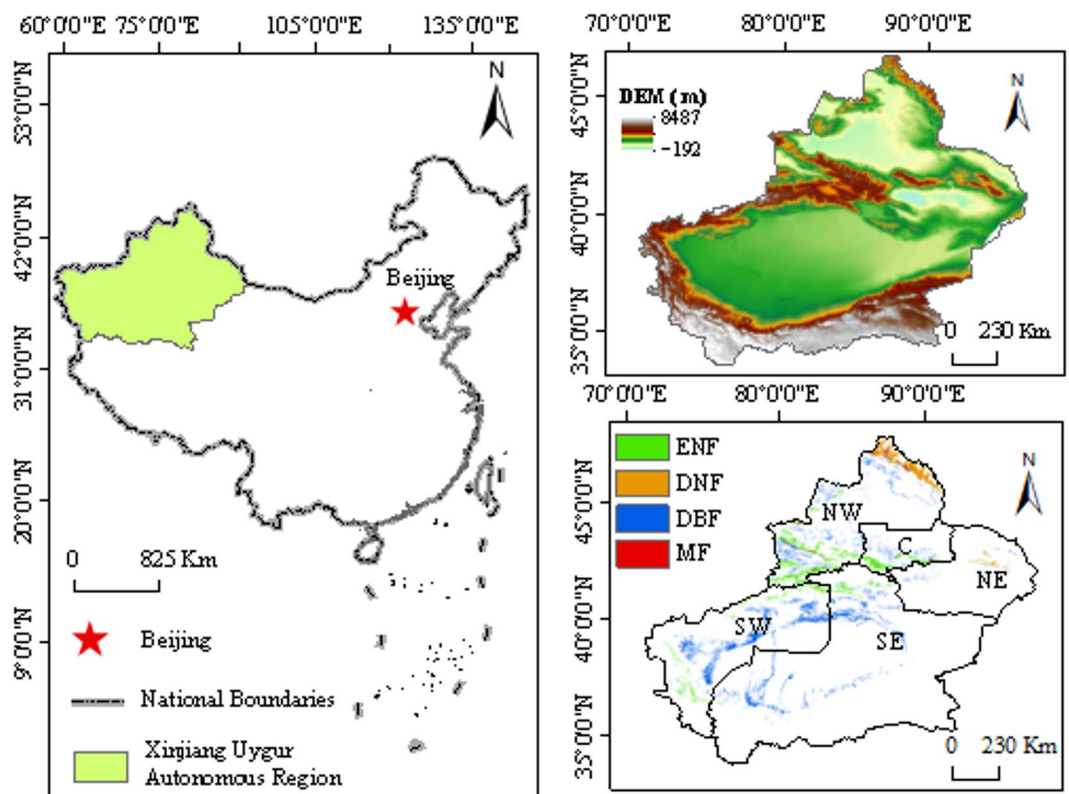 60°0'0"E 75°0'0"E 105°0'0"E 135°0'0"E
53°0'0"N
42°0'0"N
31°0'0"N
20°0'0"N
9°0'0"N
N
Beijing
0 825 Km
Beijing
National Boundaries
Xinjiang Uygur
Autonomous Region
70°0'0"E 80°0'0"E 90°0'0"E
45°0'0"N
40°0'0"N
35°0'0"N
DEM ( m)
8487
-192
N
0 230 Km
70°0'0"E 80°0'0"E 90°0'0"E
45°0'0"N
40°0'0"N
35°0'0"N
ENF
DNF
DBF
MF
N
NW
C
NE
SW
SE
0 230 Km